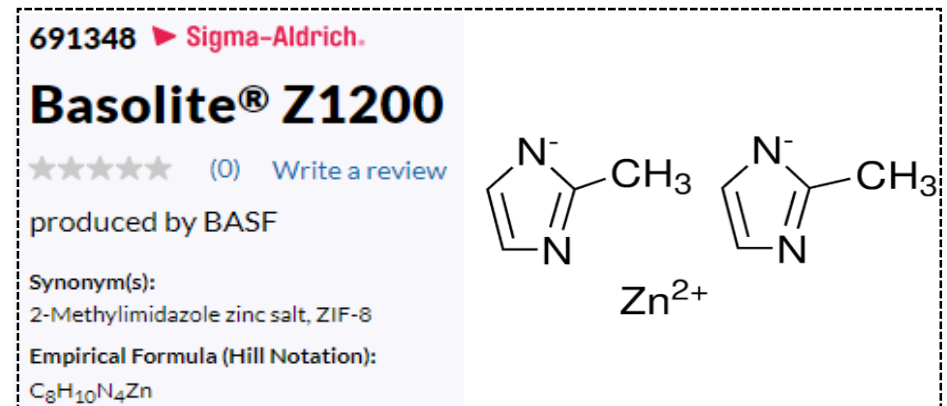 691348 Sigma-Aldrich.
Basolite® Z1200
(0) Write a review
produced by BASF
Synonym(s):
2-Methylimidazole zinc salt, ZIF-8
Empirical Formula (Hill Notation):
C₈H₁₀N₄Zn
N⁻ N⁻
CH₃ CH₃
N N
Zn²⁺